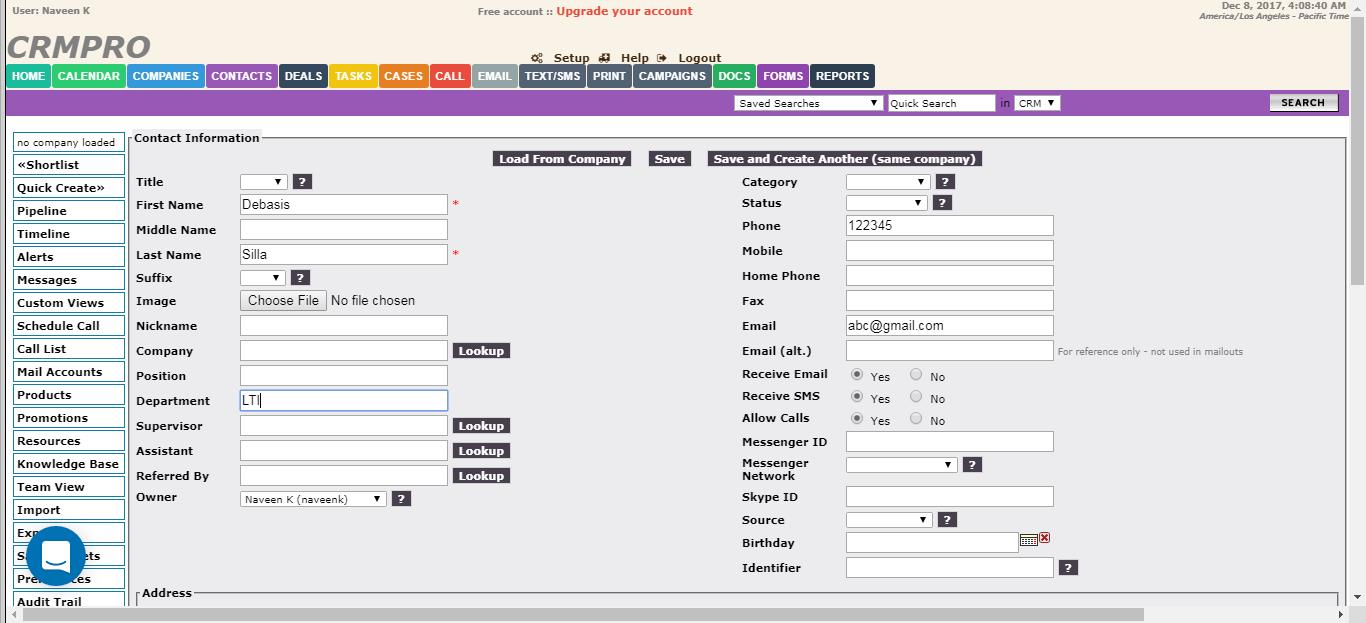 User: Naveen K
Free account :: Upgrade your account
Dec 8, 2017, 4:08:40 AM
America/Los Angeles - Pacific Time
CRMPRO
Setup Help Logout
HOME CALENDAR COMPANIES CONTACTS DEALS TASKS CASES CALL EMAIL TEXT/SMS PRINT CAMPAIGNS DOCS FORMS REPORTS
Saved Searches Quick Search in CRM SEARCH
no company loaded
«Shortlist
Quick Create»
Pipeline
Timeline
Alerts
Messages
Custom Views
Schedule Call
Call List
Mail Accounts
Products
Promotions
Resources
Knowledge Base
Team View
Import
Audit Trail
Contact Information
Load From Company Save Save and Create Another (same company)
Title ?
First Name Debasis *
Middle Name
Last Name Silla *
Suffix ?
Image Choose File No file chosen
Nickname
Company Lookup
Position
Department LTI
Supervisor Lookup
Assistant Lookup
Referred By Lookup
Owner Naveen K (naveenk) ?
Category ?
Status ?
Phone 122345
Mobile
Home Phone
Fax
Email abc@gmail.com
Email (alt.) For reference only - not used in mailouts
Receive Email Yes No
Receive SMS Yes No
Allow Calls Yes No
Messenger ID
Messenger
Network ?
Skype ID
Source ?
Birthday
Identifier ?
Address